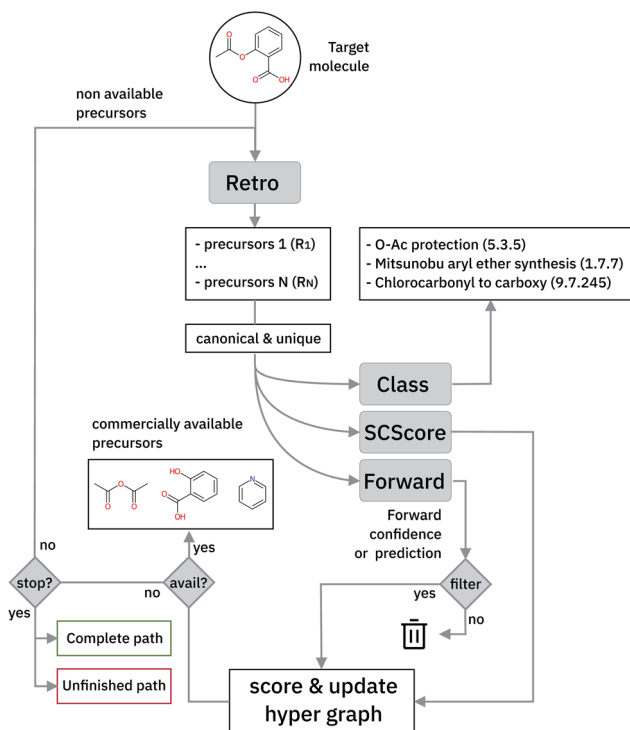 Target
molecule
O
O
O
OH
non available
precursors
Retro
- precursors 1 (R1)
...
- precursors N (RN)
- O-Ac protection (5.3.5)
- Mitsunobu aryl ether synthesis (1.7.7)
- Chlorocarbonyl to carboxy (9.7.245)
canonical & unique
Class
SCScore
Forward
commercially available
precursors
O
O
O
HO
O
OH
N
Forward
confidence
or prediction
no
yes
stop?
no
avail?
filter
yes
yes
no
Complete path
Unfinished path
score & update
hyper graph